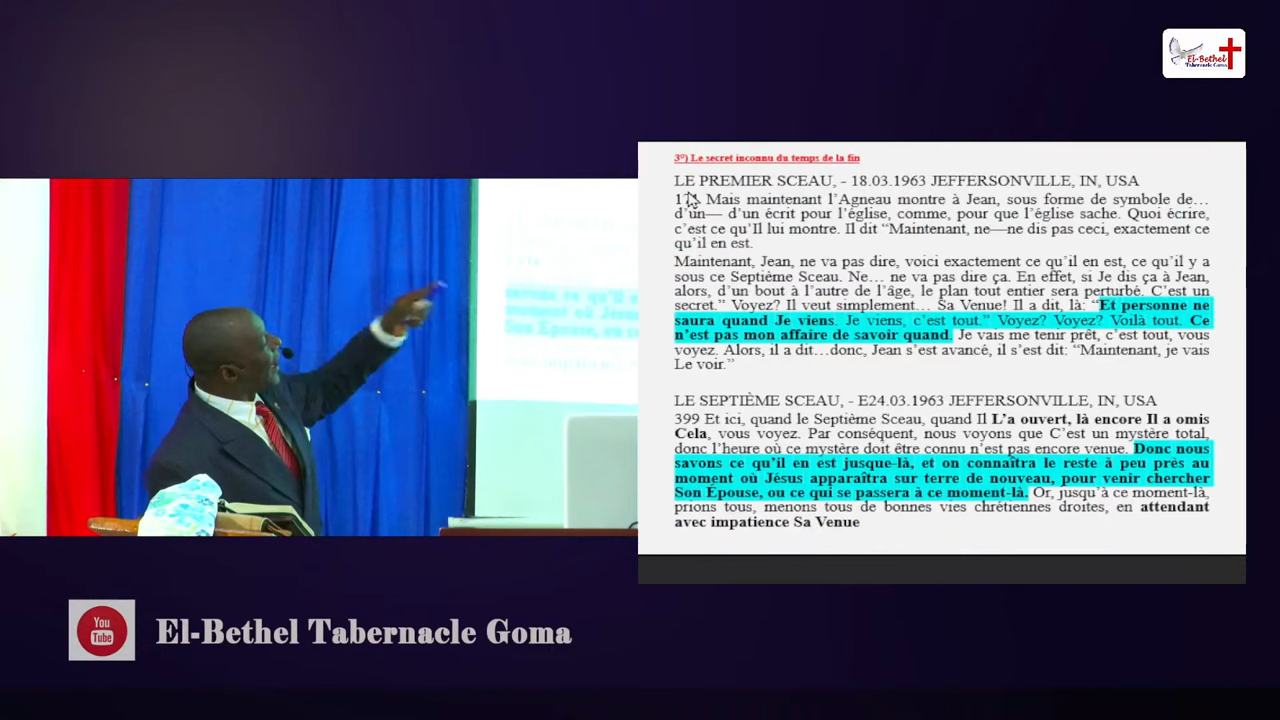 El-Bethel
Tabernacle Goma
3°) Le secret inconnu du temps de la fin
LE PREMIER SCEAU, - 18.03.1963 JEFFERSONVILLE, IN, USA
Mais maintenant l’Agneau montre à Jean, sous forme de symbole de…
d’un— d’un écrit pour l’église, comme, pour que l’église sache. Quoi écrire,
c’est ce qu’Il lui montre. Il dit “Maintenant, ne—ne dis pas ceci, exactement ce
qu’il en est.
Maintenant, Jean, ne va pas dire, voici exactement ce qu’il en est, ce qu’il y a
sous ce Septième Sceau. Ne… ne va pas dire ça. En effet, si Je dis ça à Jean,
alors, d’un bout à l’autre de l’âge, le plan tout entier sera perturbé. C’est un
secret.” Voyez? Il veut simplement… Sa Venue! Il a dit, là: “Et personne ne
saura quand Je viens. Je viens, c’est tout.” Voyez? Voyez? Voilà tout. Ce
n’est pas mon affaire de savoir quand. Je vais me tenir prêt, c’est tout, vous
voyez. Alors, il a dit…donc, Jean s’est avancé, il s’est dit: “Maintenant, je vais
Le voir.”
LE SEPTIÈME SCEAU, - E24.03.1963 JEFFERSONVILLE, IN, USA
399 Et ici, quand le Septième Sceau, quand Il L’a ouvert, là encore Il a omis
Cela, vous voyez. Par conséquent, nous voyons que C’est un mystère total,
donc l’heure où ce mystère doit être connu n’est pas encore venue. Donc nous
savons ce qu’il en est jusque-là, et on connaîtra le reste à peu près au
moment où Jésus apparaîtra sur terre de nouveau, pour venir chercher
Son Épouse, ou ce qui se passera à ce moment-là. Or, jusqu’à ce moment-là,
prions tous, menons tous de bonnes vies chrétiennes droites, en attendant
avec impatience Sa Venue
You
Tube
El-Bethel Tabernacle Goma